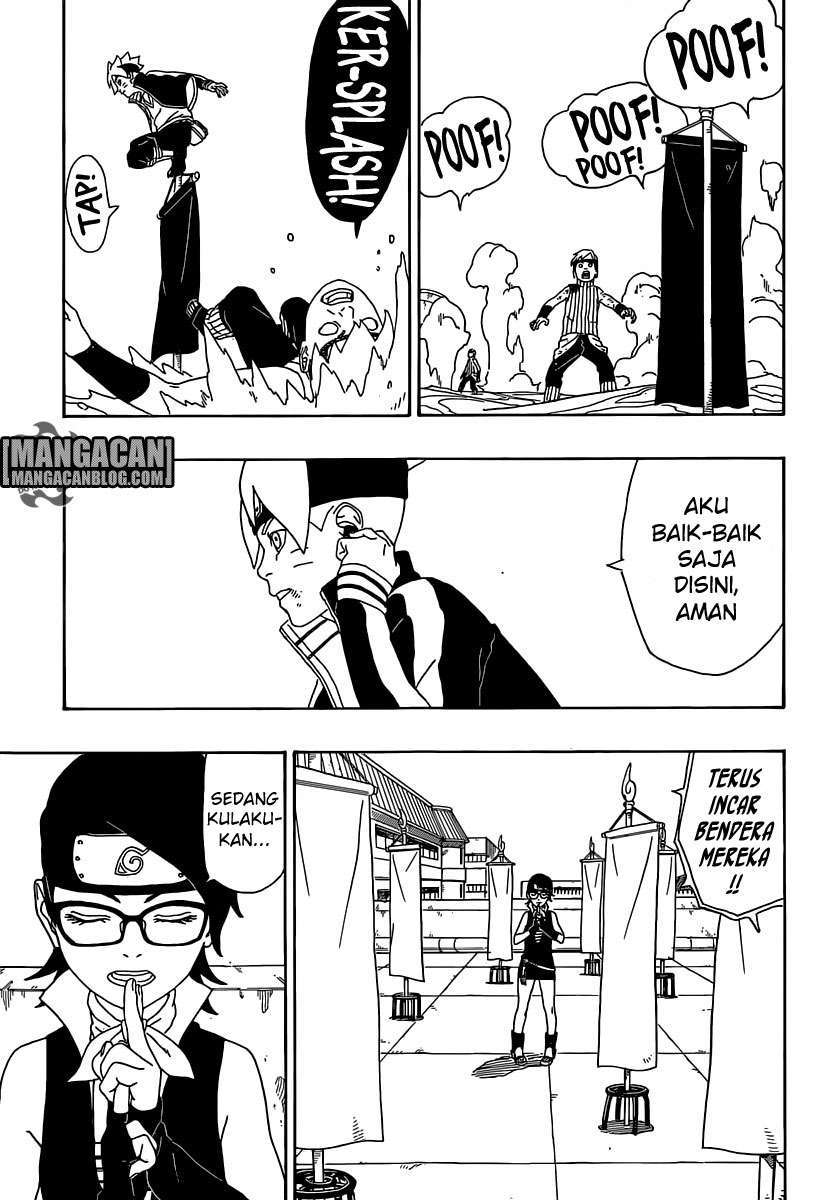 POOF!
POOF!
POOF!
POOF!
KER-SPLASH!
TAP!
MANGACAN
MANGACANBLOG.COM
AKU
BAIK-BAIK
SAJA
DISINI,
AMAN
TERUS
INCAR
BENDERA
MEREKA
!!
SEDANG
KULAKU-
KAN...